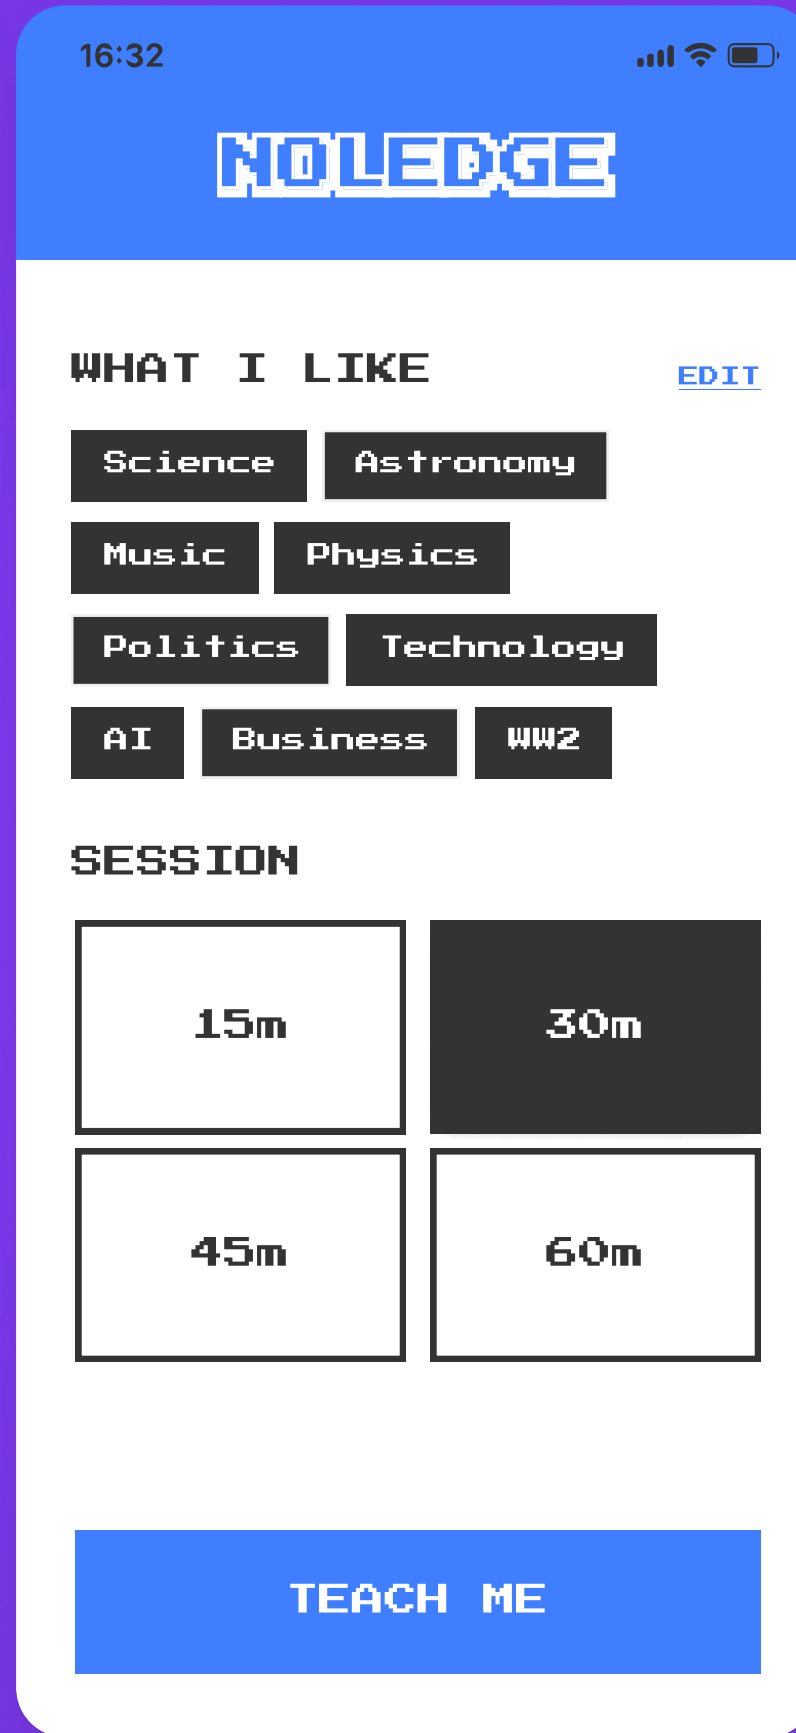 16:32
NOLEDGE
WHAT I LIKE EDIT
Science Astronomy
Music Physics
Politics Technology
AI Business WW2
SESSION
15m 30m
45m 60m
TEACH ME